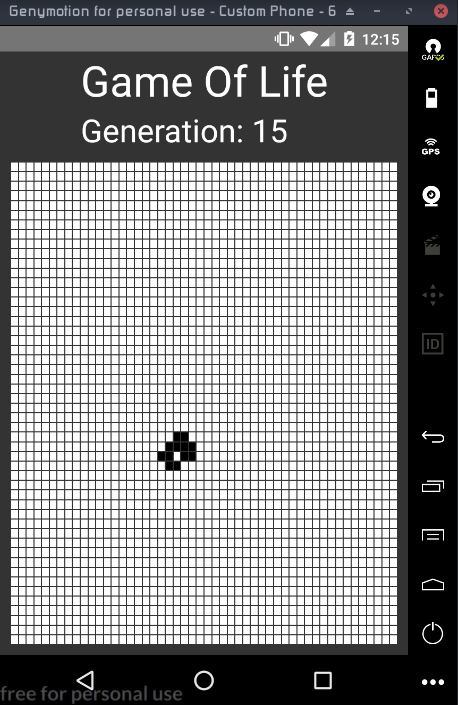 Genymotion for personal use - Custom Phone - 6
12:15
GAPPS
Game Of Life
Generation: 15
GPS
ID
free for personal use